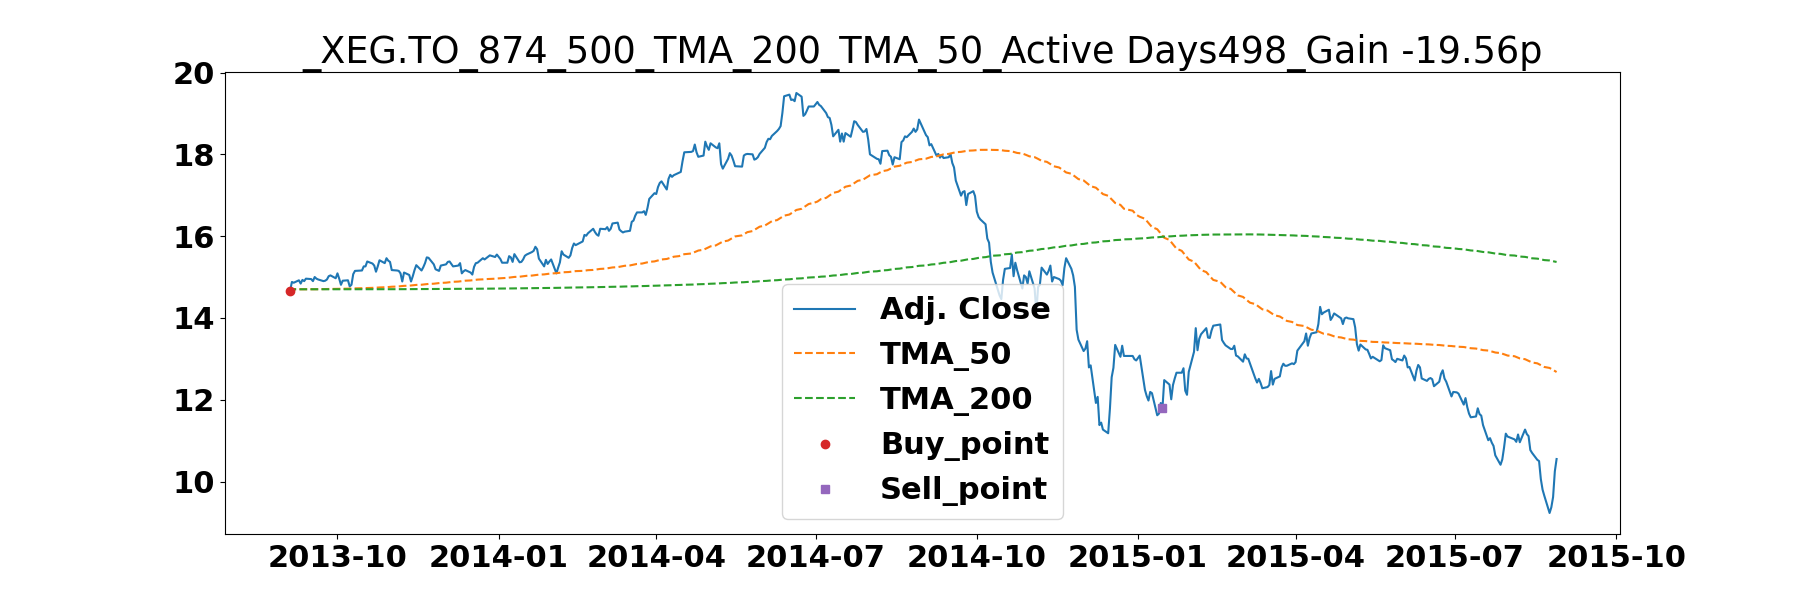 _XEG.TO_874_500_TMA_200_TMA_50_Active Days498_Gain -19.56p
20
18
16
14
12
10
Adj. Close
TMA_50
TMA_200
Buy_point
Sell_point
2013-10 2014-01 2014-04 2014-07 2014-10 2015-01 2015-04 2015-07 2015-10